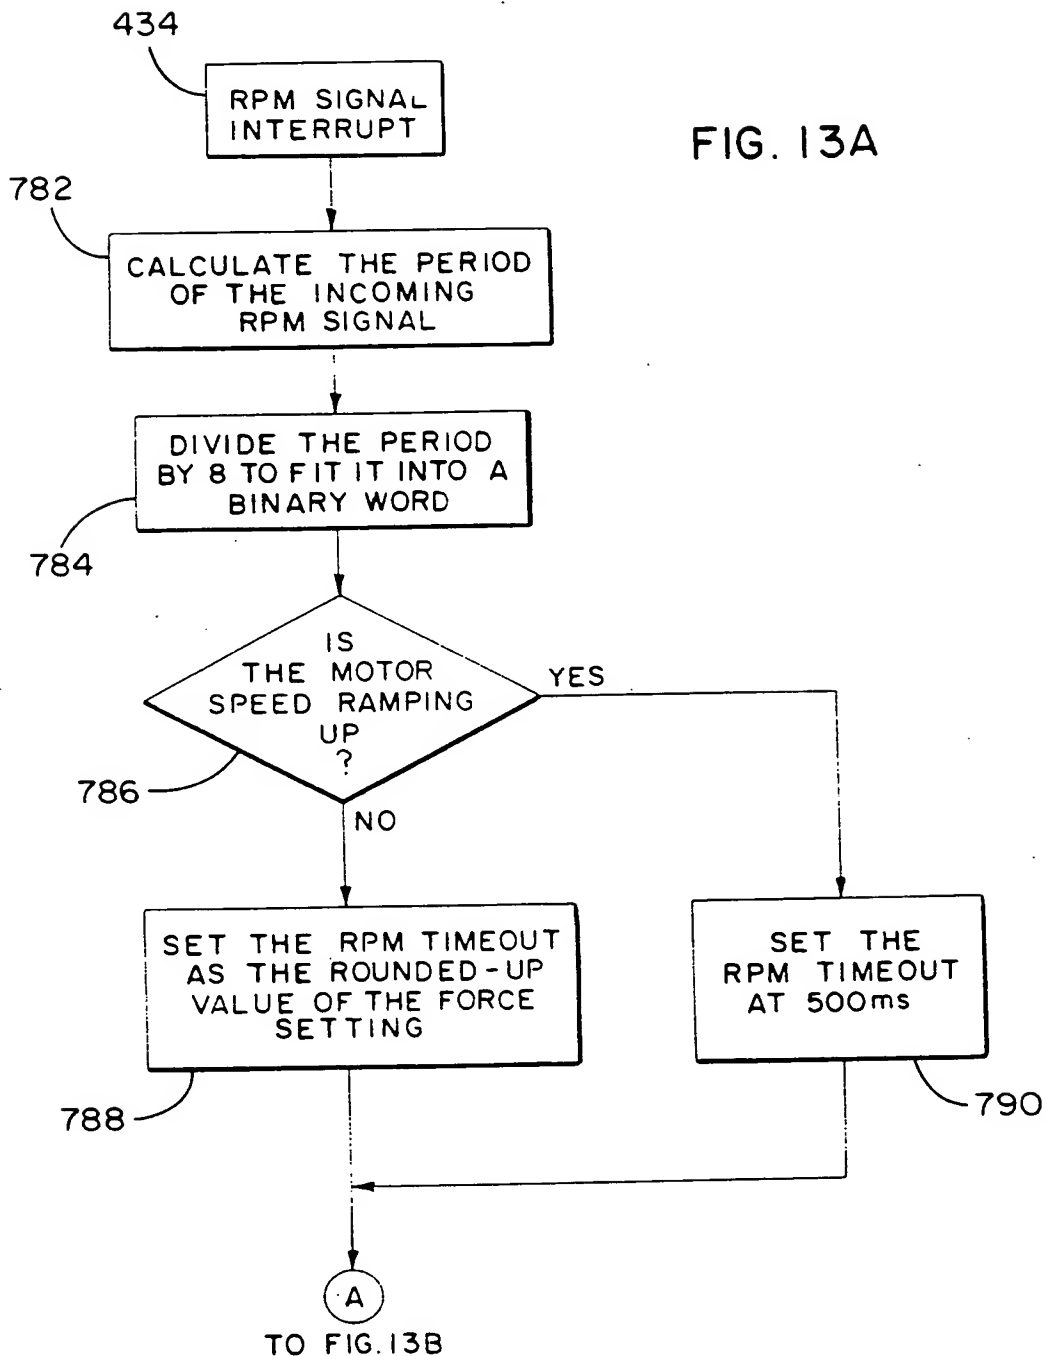 434
RPM SIGNAL
INTERRUPT
FIG. 13A
782
CALCULATE THE PERIOD
OF THE INCOMING
RPM SIGNAL
DIVIDE THE PERIOD
BY 8 TO FIT IT INTO A
BINARY WORD
784
IS
THE MOTOR
SPEED RAMPING
UP
?
YES
786
NO
SET THE RPM TIMEOUT
AS THE ROUNDED-UP
VALUE OF THE FORCE
SETTING
SET THE
RPM TIMEOUT
AT 500ms
788
790
A
TO FIG. 13B